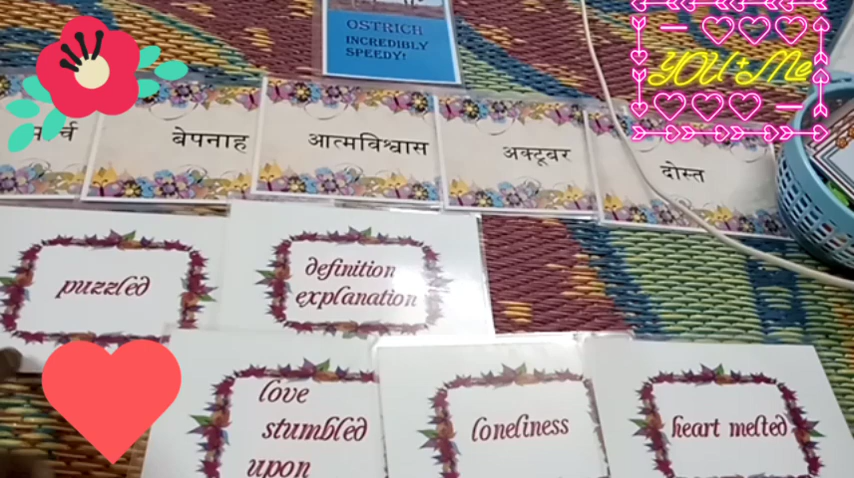 OSTRICH
INCREDIBLY
SPEEDY!
YOU + Me
मार्च
बेपनाह
आत्मविश्वास
अक्टूबर
दोस्त
puzzled
definition
explanation
love
stumbled
upon
loneliness
heart melted